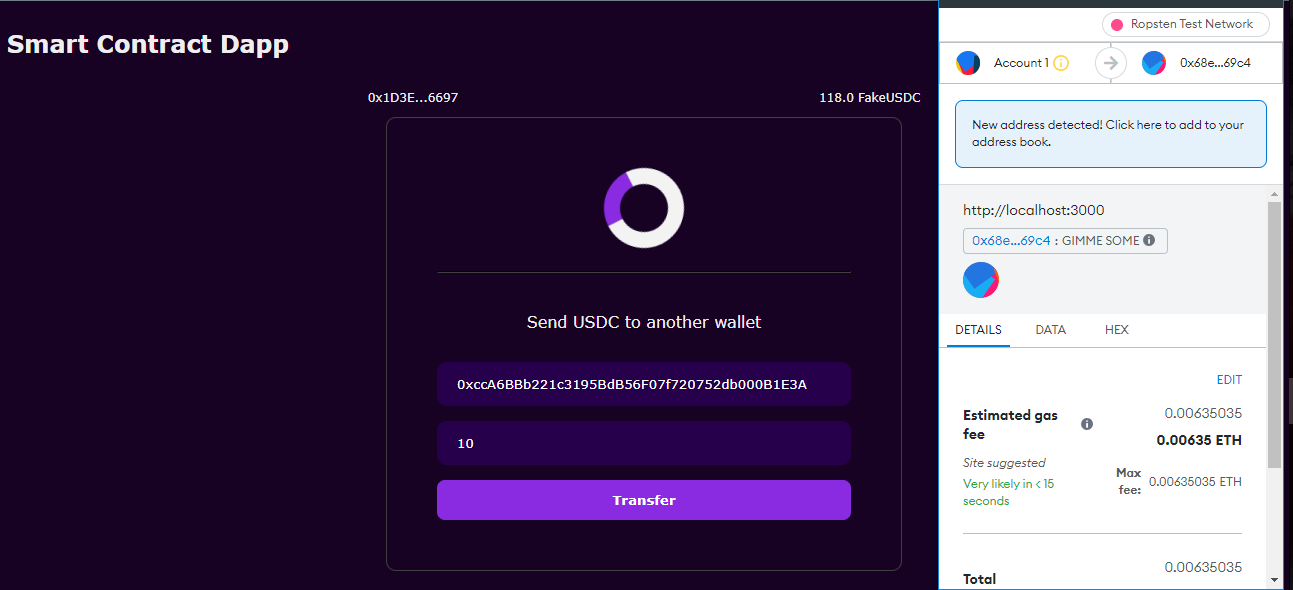 Smart Contract Dapp
0x1D3E...6697
118.0 FakeUSDC
Send USDC to another wallet
0xccA6BBb221c3195BdB56F07f720752db000B1E3A
10
Transfer
Ropsten Test Network
Account 1
0x68e...69c4
New address detected! Click here to add to your
address book.
http://localhost:3000
0x68e...69c4 : GIMME SOME
DETAILS
DATA
HEX
EDIT
Estimated gas
fee
0.00635035
0.00635 ETH
Site suggested
Very likely in < 15
seconds
Max
fee:
0.00635035 ETH
Total
0.00635035